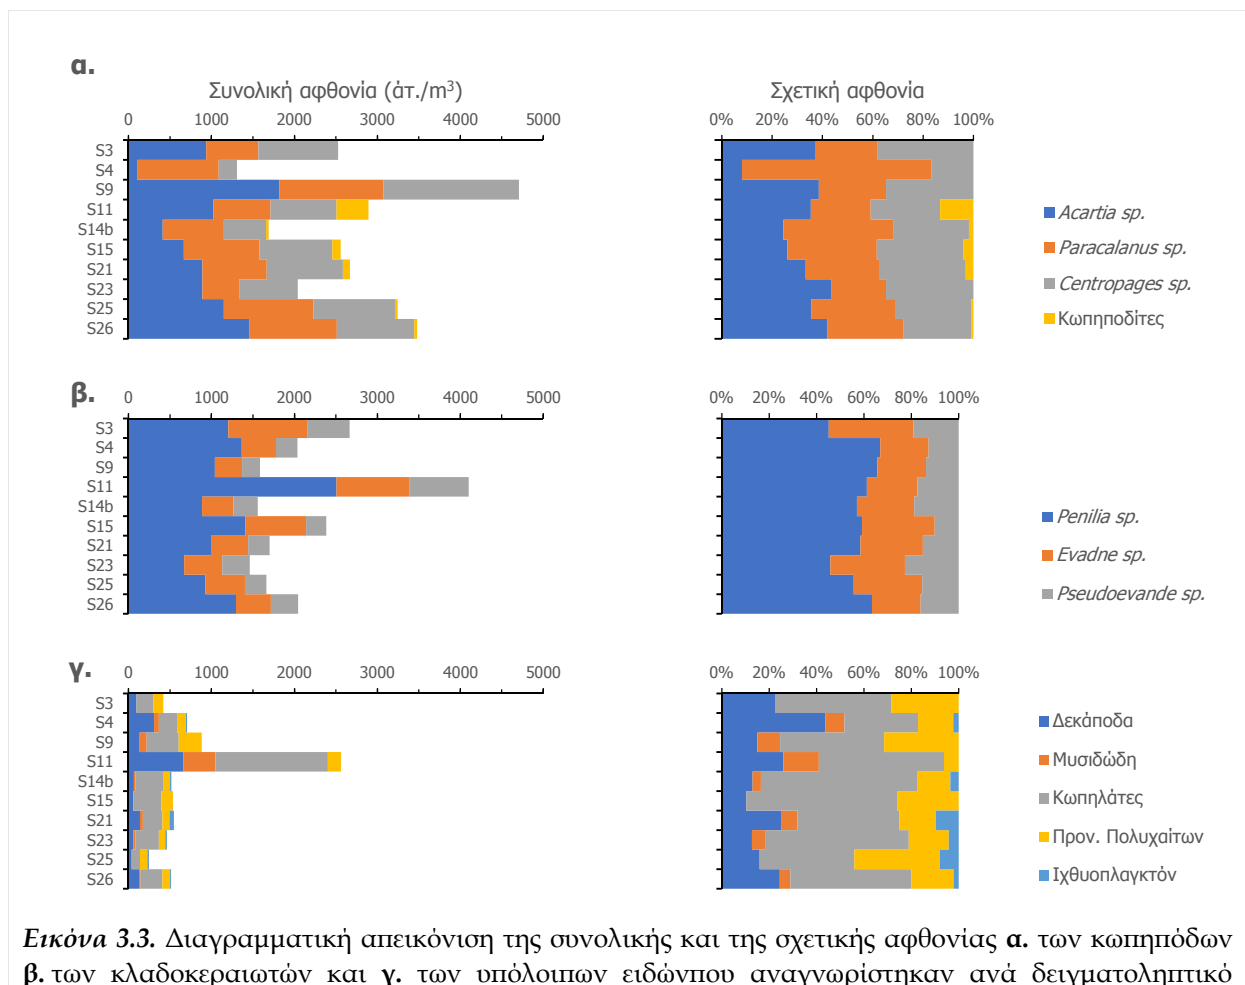 α.
Συνολική αφθονία (άτ./m³)
Σχετική αφθονία
0 1000 2000 3000 4000 5000
0% 20% 40% 60% 80% 100%
S3
S4
S9
S11
S14b
S15
S21
S23
S25
S26
Acartia sp.
Paracalanus sp.
Centropages sp.
Κωπηποδίτες
β.
0 1000 2000 3000 4000 5000
0% 20% 40% 60% 80% 100%
S3
S4
S9
S11
S14b
S15
S21
S23
S25
S26
Penilia sp.
Evadne sp.
Pseudoevande sp.
γ.
0 1000 2000 3000 4000 5000
0% 20% 40% 60% 80% 100%
S3
S4
S9
S11
S14b
S15
S21
S23
S25
S26
Δεκάποδα
Μυσιδώδη
Κωπηλάτες
Προν. Πολυχαίτων
Ιχθυοπλαγκτόν
Εικόνα 3.3. Διαγραμματική απεικόνιση της συνολικής και της σχετικής αφθονίας α. των κωπηπόδων
β. των κλαδοκεραιωτών και γ. των υπόλοιπων ειδώνπου αναγνωρίστηκαν ανά δειγματοληπτικό